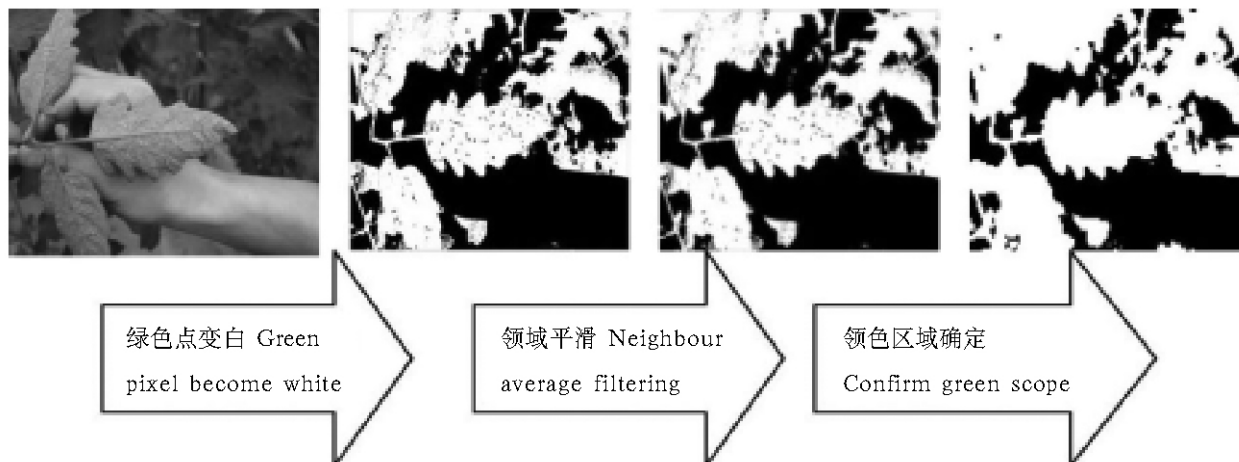 绿色点变白 Green
pixel become white
领域平滑 Neighbour
average filtering
领色区域确定
Confirm green scope